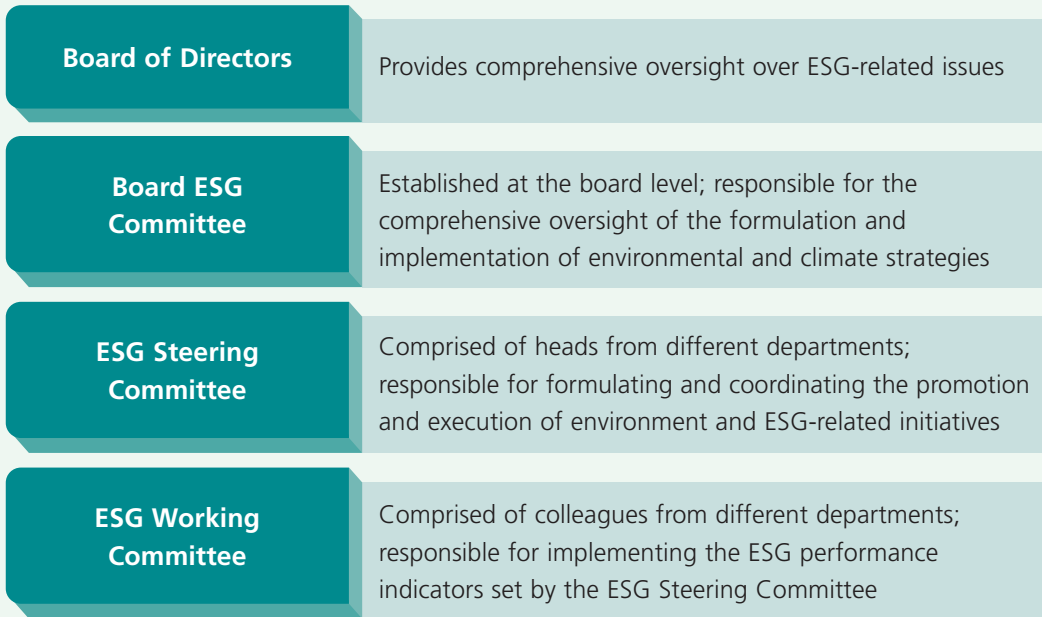 Board of Directors
Provides comprehensive oversight over ESG-related issues
Board ESG
Committee
Established at the board level; responsible for the
comprehensive oversight of the formulation and
implementation of environmental and climate strategies
ESG Steering
Committee
Comprised of heads from different departments;
responsible for formulating and coordinating the promotion
and execution of environment and ESG-related initiatives
ESG Working
Committee
Comprised of colleagues from different departments;
responsible for implementing the ESG performance
indicators set by the ESG Steering Committee